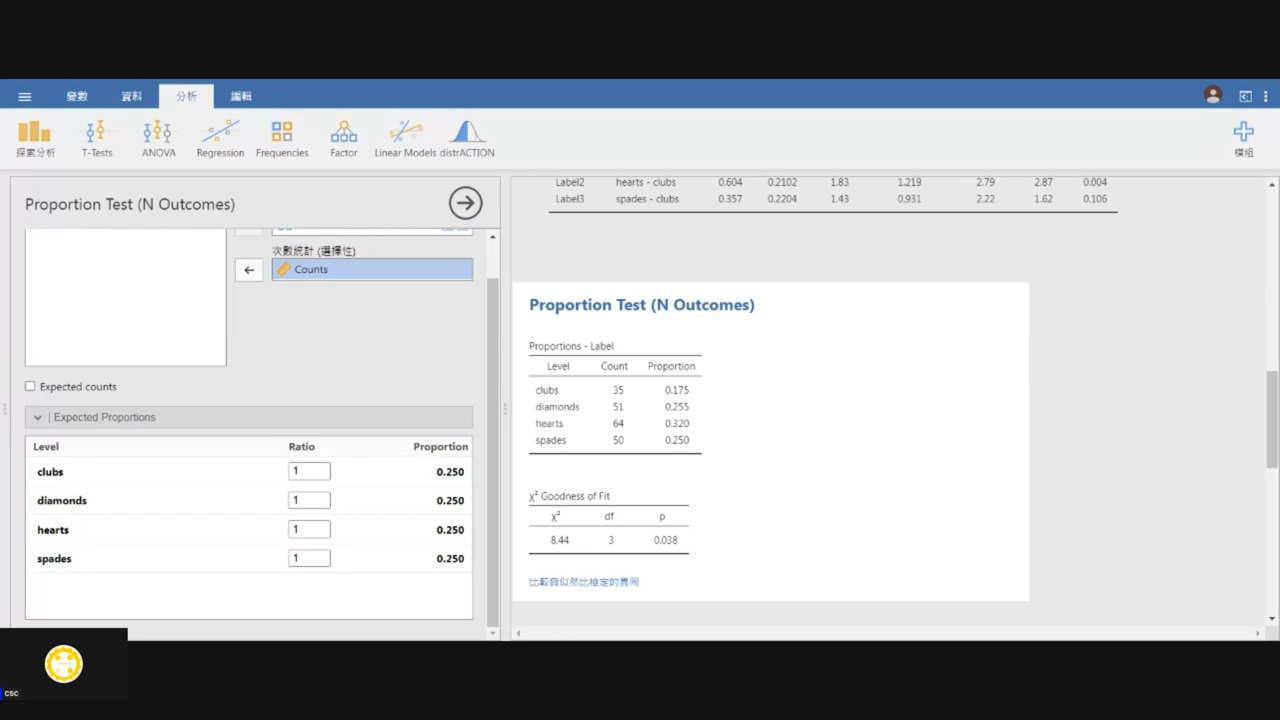 變數 資料 分析 編輯
探索分析 T-Tests ANOVA Regression Frequencies Factor Linear Models distrACTION 模組
Proportion Test (N Outcomes)
次數統計 (選擇性)
Counts
Expected counts
Expected Proportions
Level Ratio Proportion
clubs 1 0.250
diamonds 1 0.250
hearts 1 0.250
spades 1 0.250
Label2 hearts - clubs 0.604 0.2102 1.83 1.219 2.79 2.87 0.004
Label3 spades - clubs 0.357 0.2204 1.43 0.931 2.22 1.62 0.106
Proportion Test (N Outcomes)
Proportions - Label
Level Count Proportion
clubs 35 0.175
diamonds 51 0.255
hearts 64 0.320
spades 50 0.250
χ² Goodness of Fit
χ² df p
8.44 3 0.038
比較與似然比檢定的異同
csc